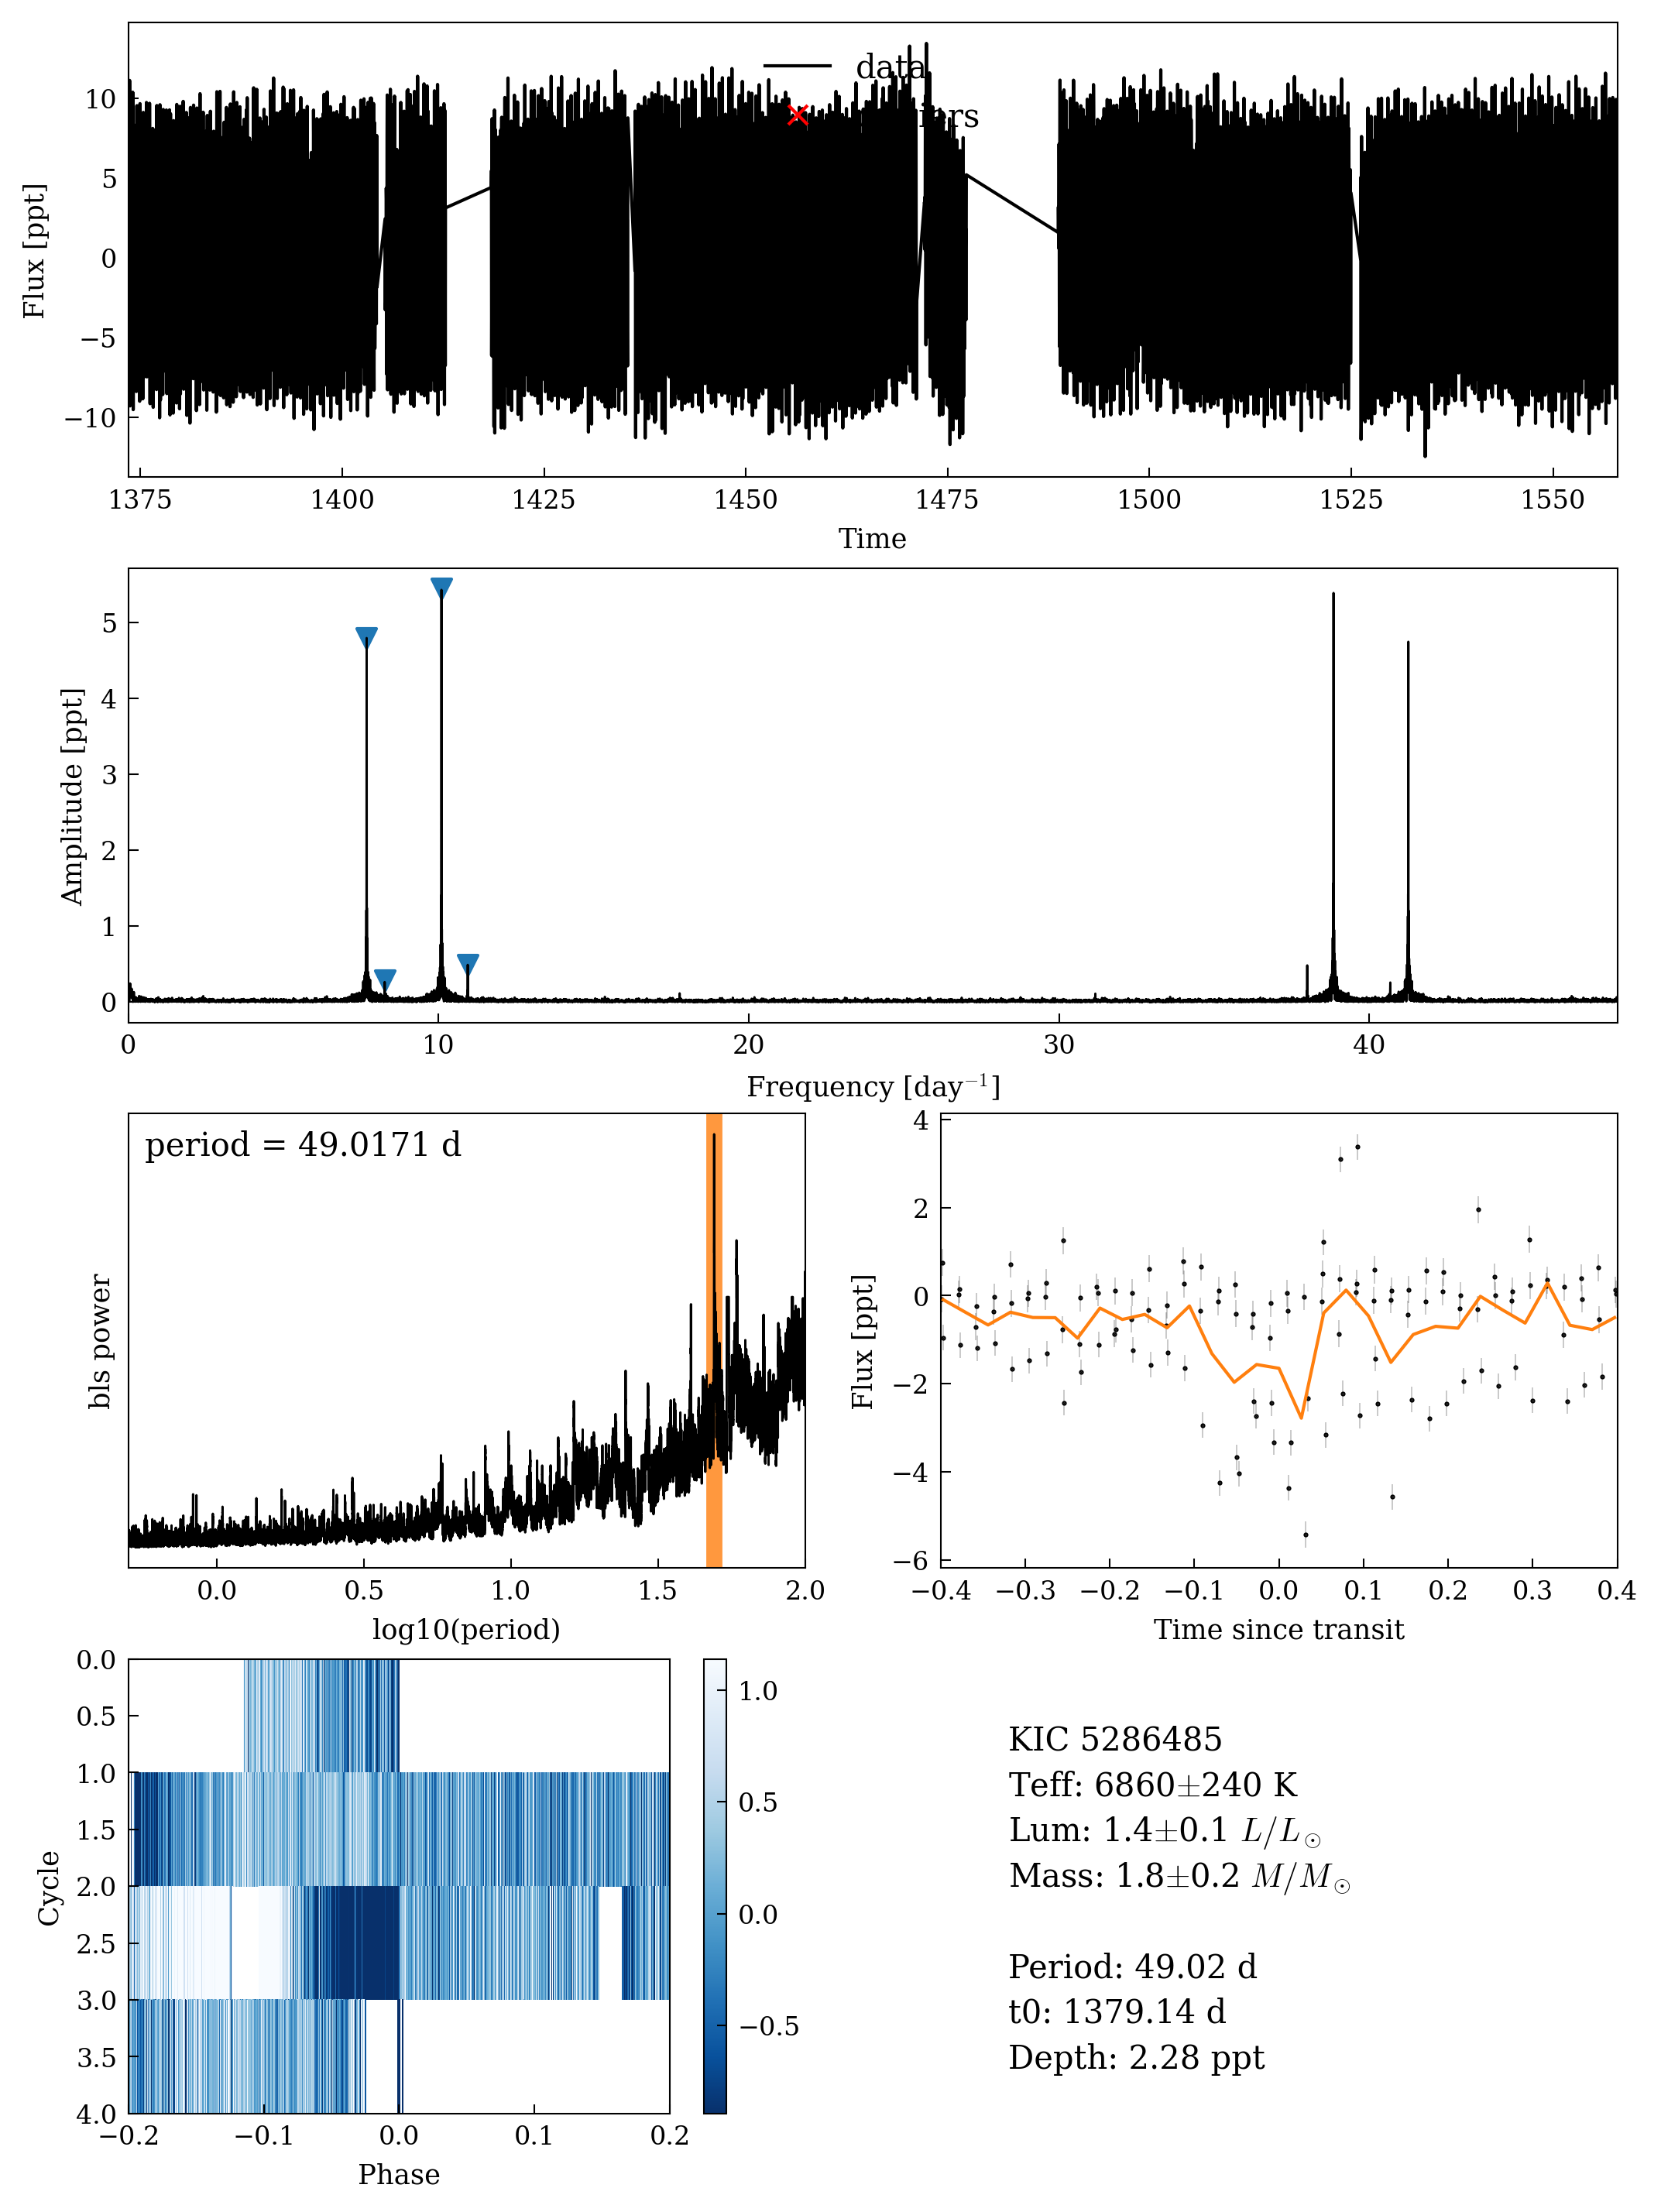 data
10
5
0
−5
−10
Flux [ppt]
1375 1400 1425 1450 1475 1500 1525 1550
Time
5
4
3
2
1
0
Amplitude [ppt]
0 10 20 30 40
Frequency [day⁻¹]
period = 49.0171 d
bls power
0.0 0.5 1.0 1.5 2.0
log10(period)
4
2
0
−2
−4
−6
Flux [ppt]
−0.4 −0.3 −0.2 −0.1 0.0 0.1 0.2 0.3 0.4
Time since transit
0.0
0.5
1.0
1.5
2.0
2.5
3.0
3.5
4.0
Cycle
−0.2 −0.1 0.0 0.1 0.2
Phase
1.0
0.5
0.0
−0.5
KIC 5286485
Teff: 6860±240 K
Lum: 1.4±0.1 L/L⊙
Mass: 1.8±0.2 M/M⊙
Period: 49.02 d
t0: 1379.14 d
Depth: 2.28 ppt